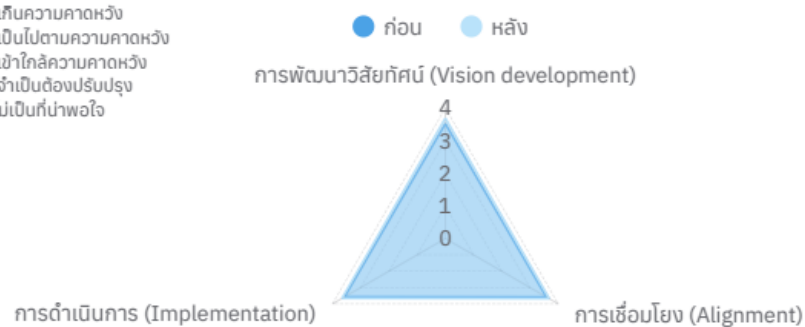 เกินความคาดหวัง
เป็นไปตามความคาดหวัง
เข้าใกล้ความคาดหวัง
จำเป็นต้องปรับปรุง
ไม่เป็นที่น่าพอใจ
ก่อน หลัง
การพัฒนาวิสัยทัศน์ (Vision development)
4
3
2
1
0
การดำเนินการ (Implementation)
การเชื่อมโยง (Alignment)